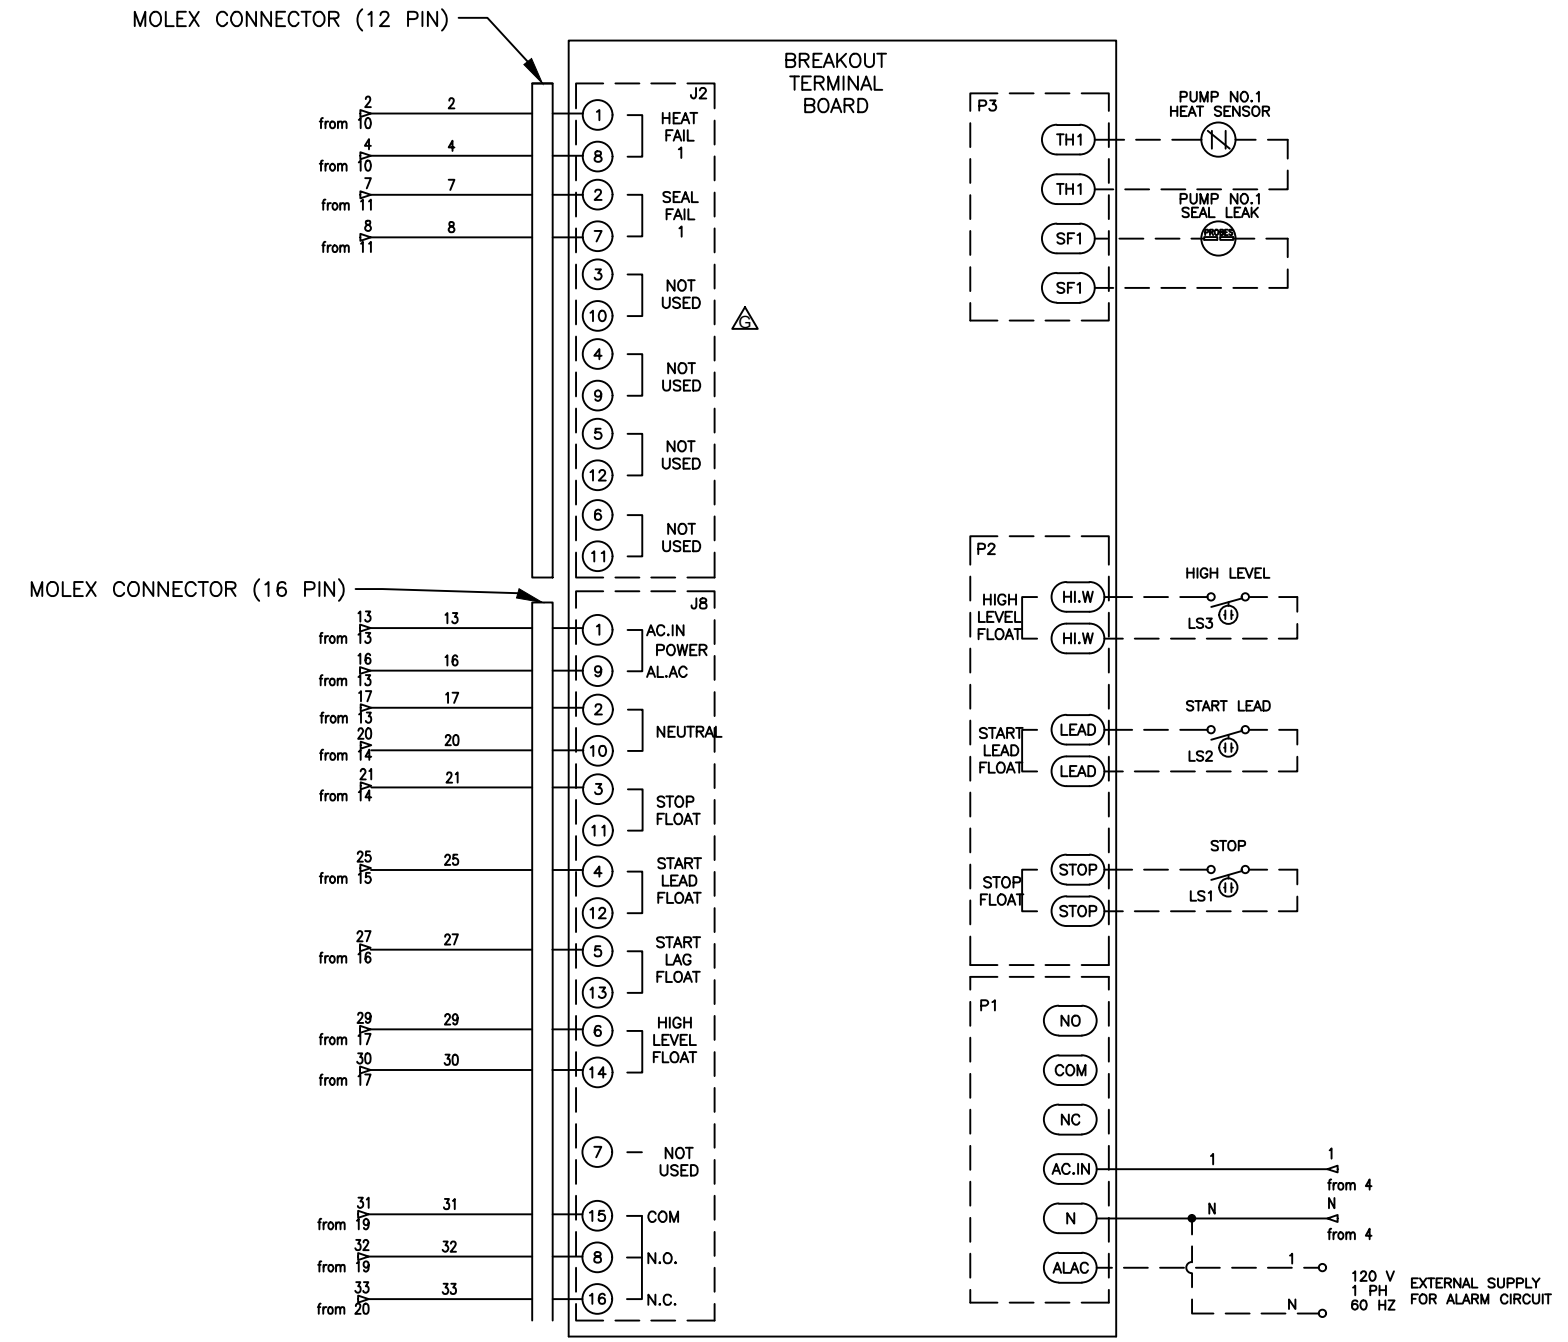 MOLEX CONNECTOR (12 PIN)
BREAKOUT
TERMINAL
BOARD
J2
2
from 10
2
1
4
from 10
4
8
HEAT
FAIL
1
7
from 11
7
2
8
from 11
8
7
SEAL
FAIL
1
3
10
NOT
USED
G
4
9
NOT
USED
5
12
NOT
USED
6
11
NOT
USED
P3
TH1
TH1
PUMP NO.1
HEAT SENSOR
SF1
SF1
PUMP NO.1
SEAL LEAK
PROBES
MOLEX CONNECTOR (16 PIN)
J8
13
from 13
13
1
AC.IN
POWER
16
from 13
16
9
AL.AC
17
from 13
17
2
20
from 14
20
10
NEUTRAL
21
from 14
21
3
11
STOP
FLOAT
25
from 15
25
4
12
START
LEAD
FLOAT
27
from 16
27
5
13
START
LAG
FLOAT
29
from 17
29
6
30
from 17
30
14
HIGH
LEVEL
FLOAT
7
NOT
USED
31
from 19
31
15
COM
32
from 19
32
8
N.O.
33
from 20
33
16
N.C.
P2
HIGH
LEVEL
FLOAT
HI.W
HI.W
HIGH LEVEL
LS3
START
LEAD
FLOAT
LEAD
LEAD
START LEAD
LS2
STOP
FLOAT
STOP
STOP
STOP
LS1
P1
NO
COM
NC
AC.IN
1
1
from 4
N
N
N
from 4
ALAC
1
N
120 V
1 PH
60 HZ
EXTERNAL SUPPLY
FOR ALARM CIRCUIT